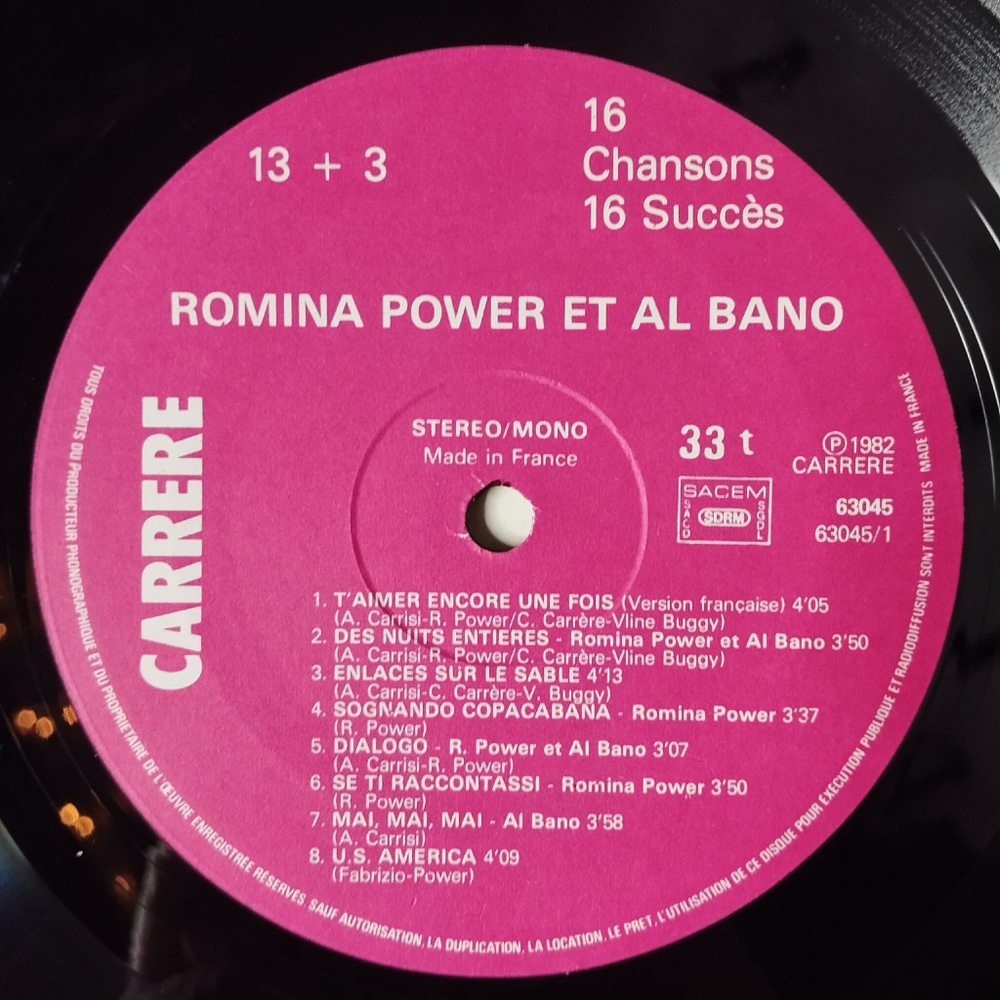 13 + 3
16
Chansons
16 Succès
ROMINA POWER ET AL BANO
CARRERE
STEREO/MONO
Made in France
33 t
℗ 1982
CARRERE
SACEM
SACD
SDRM
SGDL
63045
63045/1
1. T'AIMER ENCORE UNE FOIS (Version française) 4'05
(A. Carrisi-R. Power/C. Carrère-Vline Buggy)
2. DES NUITS ENTIERES - Romina Power et Al Bano 3'50
(A. Carrisi-R. Power/C. Carrère-Vline Buggy)
3. ENLACES SUR LE SABLE 4'13
(A. Carrisi-C. Carrère-V. Buggy)
4. SOGNANDO COPACABANA - Romina Power 3'37
(R. Power)
5. DIALOGO - R. Power et Al Bano 3'07
(A. Carrisi-R. Power)
6. SE TI RACCONTASSI - Romina Power 3'50
(R. Power)
7. MAI, MAI, MAI - Al Bano 3'58
(A. Carrisi)
8. U.S. AMERICA 4'09
(Fabrizio-Power)
TOUS DROITS DU PRODUCTEUR PHONOGRAPHIQUE ET DU PROPRIETAIRE DE L'ŒUVRE ENREGISTREE RESERVES. SAUF AUTORISATION, LA DUPLICATION, LA LOCATION, LE PRET, L'UTILISATION DE CE DISQUE POUR EXECUTION PUBLIQUE ET RADIODIFFUSION SONT INTERDITS MADE IN FRANCE